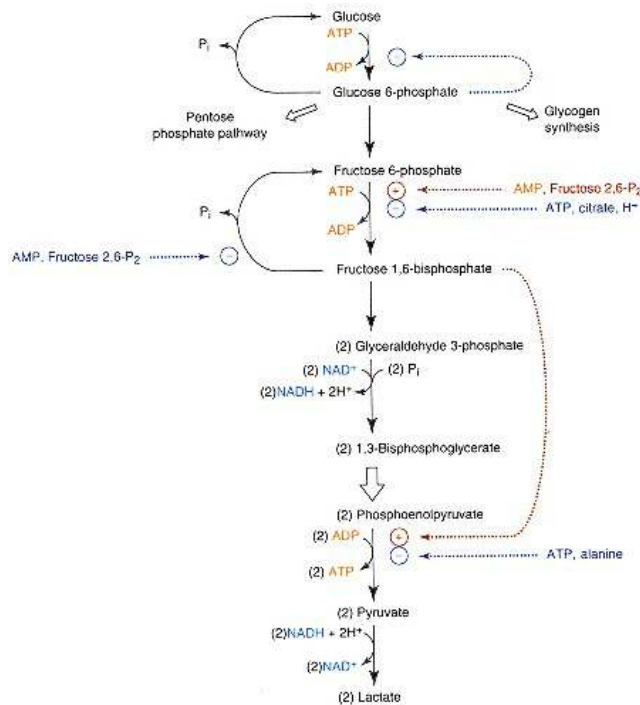 Glucose
ATP
Pi
−
ADP
Glucose 6-phosphate
Pentose
phosphate pathway
Glycogen
synthesis
Fructose 6-phosphate
ATP
+
AMP, Fructose 2,6-P2
Pi
−
ATP, citrate, H+
ADP
AMP, Fructose 2,6-P2
−
Fructose 1,6-bisphosphate
(2) Glyceraldehyde 3-phosphate
(2) NAD+
(2) Pi
(2)NADH + 2H+
(2) 1,3-Bisphosphoglycerate
(2) Phosphoenolpyruvate
(2) ADP
+
−
ATP, alanine
(2) ATP
(2) Pyruvate
(2)NADH + 2H+
(2)NAD+
(2) Lactate